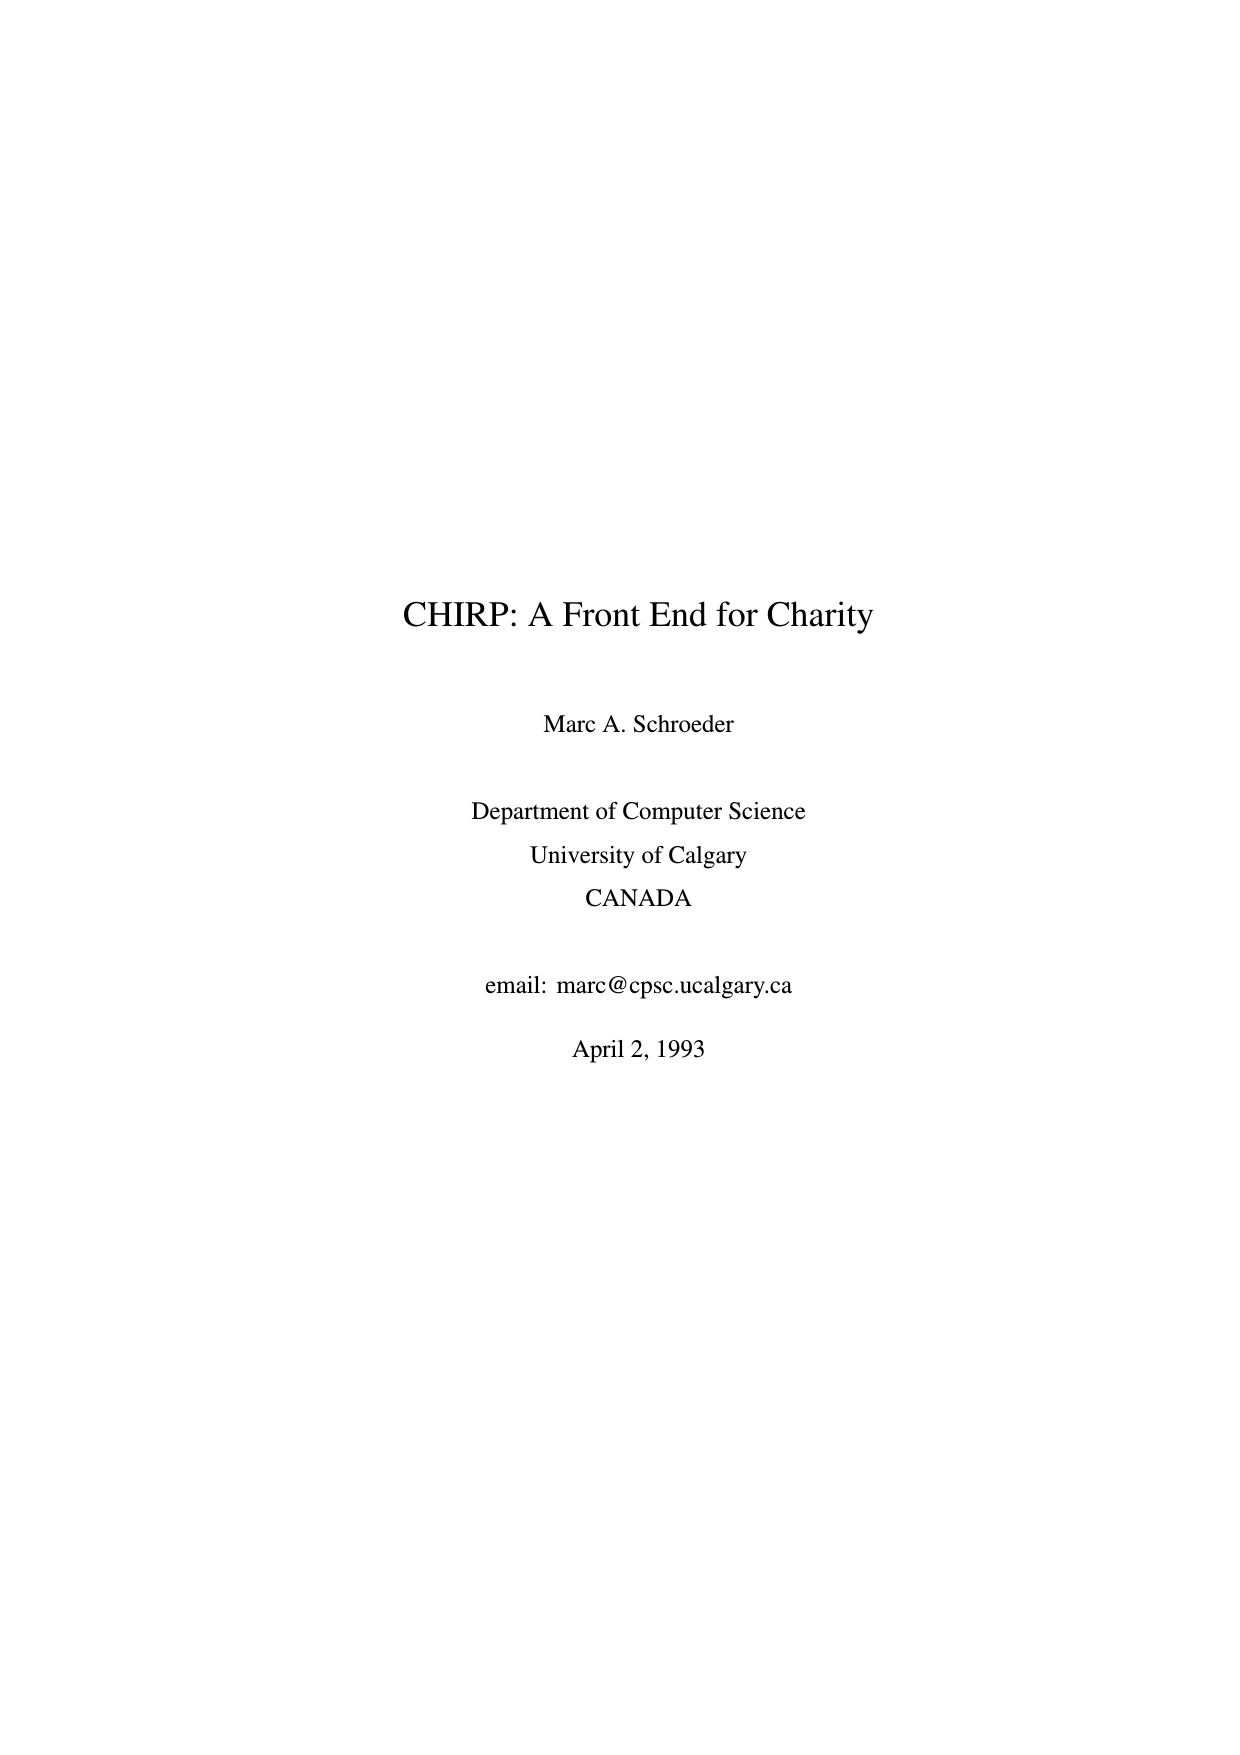 CHIRP: A Front End for Charity
Marc A. Schroeder
Department of Computer Science
University of Calgary
CANADA
email: marc@cpsc.ucalgary.ca
April 2, 1993